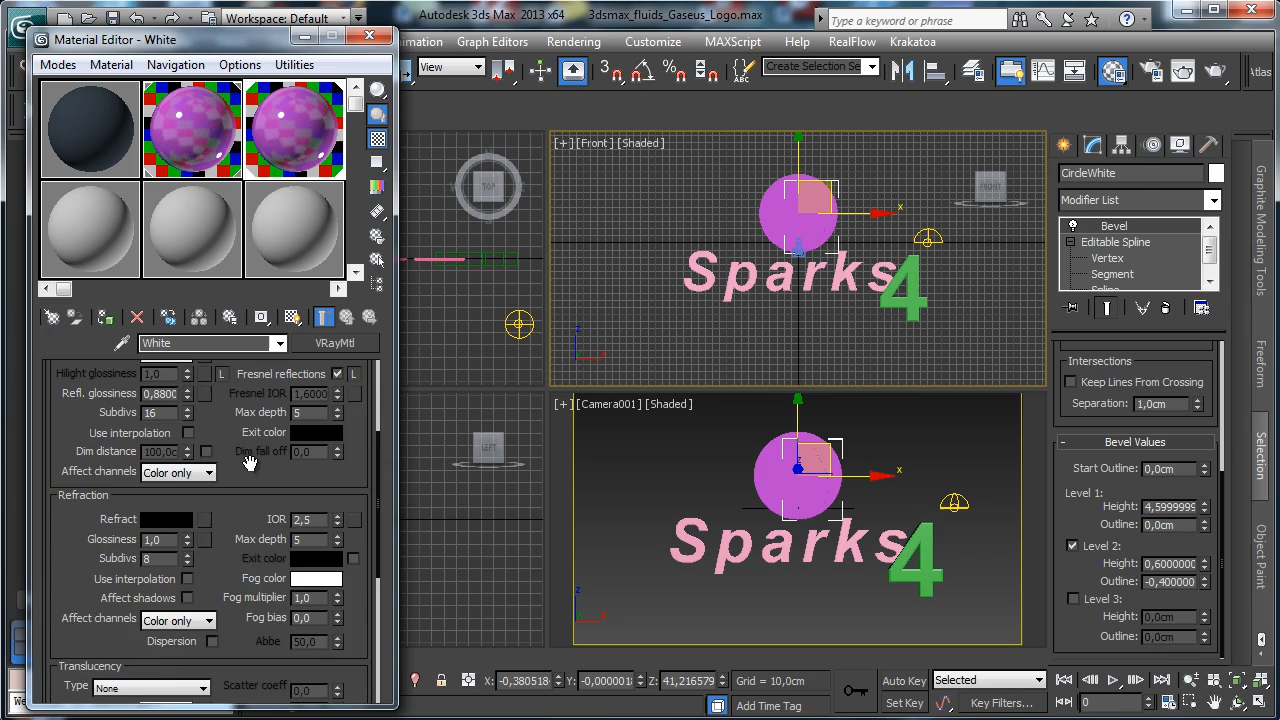 Workspace: Default
Autodesk 3ds Max 2013 x64 3dsmax_fluids_Gaseus_Logo.max
Type a keyword or phrase
Material Editor - White
Modes Material Navigation Options Utilities
Graph Editors Rendering Customize MAXScript Help RealFlow Krakatoa
View
Create Selection Se
Atlas
[+] [Front] [Shaded]
TOP
FRONT
x
Sparks
4
z
x
CircleWhite
Modifier List
Bevel
Editable Spline
Vertex
Segment
Spline
Graphite Modeling Tools
Freeform
Selection
Object Paint
White
VRayMtl
Hilight glossiness 1,0 L Fresnel reflections L
Refl. glossiness 0,8800 Fresnel IOR 1,6000
Subdivs 16 Max depth 5
Use interpolation Exit color
Dim distance 100,0c Dim fall off 0,0
Affect channels Color only
Refraction
Refract IOR 2,5
Glossiness 1,0 Max depth 5
Subdivs 8 Exit color
Use interpolation Fog color
Affect shadows Fog multiplier 1,0
Affect channels Color only Fog bias 0,0
Dispersion Abbe 50,0
Translucency
Type None Scatter coeff 0,0
LEFT
[+] [Camera001] [Shaded]
z
x
Sparks
4
z
x
Intersections
Keep Lines From Crossing
Separation: 1,0cm
- Bevel Values
Start Outline: 0,0cm
Level 1:
Height: 4,5999999
Outline: 0,0cm
Level 2:
Height: 0,6000000
Outline: -0,400000
Level 3:
Height: 0,0cm
Outline: 0,0cm
X: -0,380518 Y: -0,0000001 Z: 41,216579 Grid = 10,0cm
Auto Key Selected
Add Time Tag
Set Key Key Filters...
0